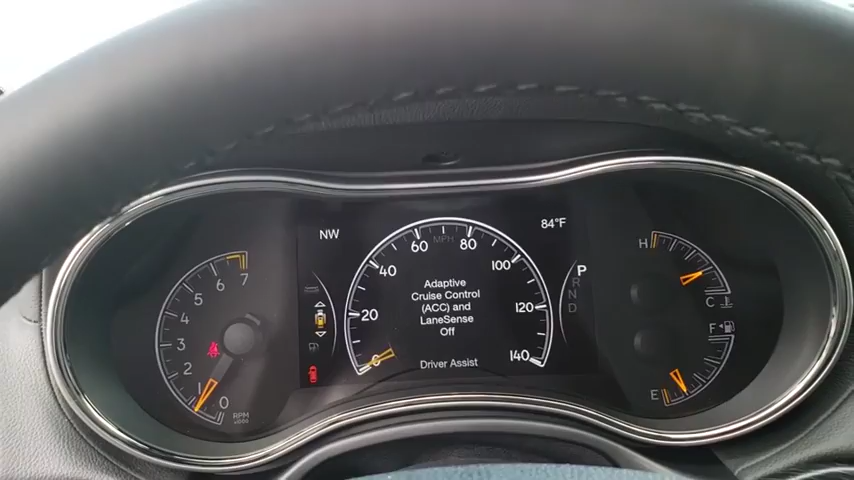 NW
84°F
MPH
0
20
40
60
80
100
120
140
Adaptive
Cruise Control
(ACC) and
LaneSense
Off
Driver Assist
0
1
2
3
4
5
6
7
RPM
x1000
P
R
N
D
H
C
F
E